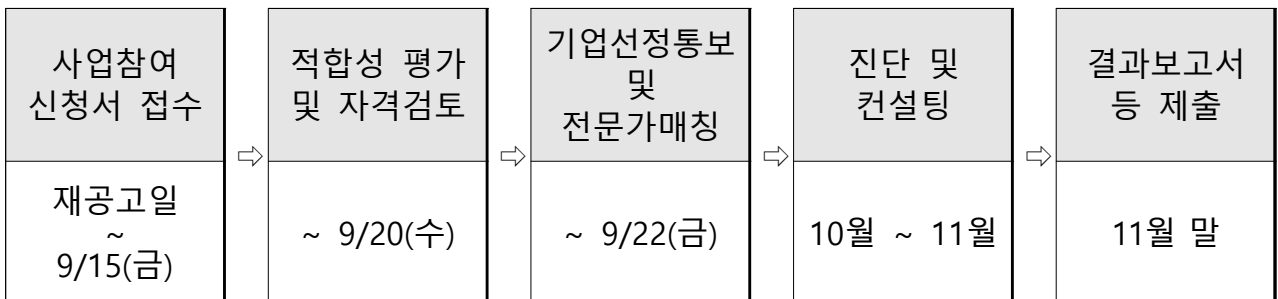 사업참여
신청서 접수
적합성 평가
및 자격검토
기업선정통보
및
전문가매칭
진단 및
컨설팅
결과보고서
등 제출
⇨
⇨
⇨
⇨
재공고일
~
9/15(금)
~ 9/20(수)
~ 9/22(금)
10월 ~ 11월
11월 말